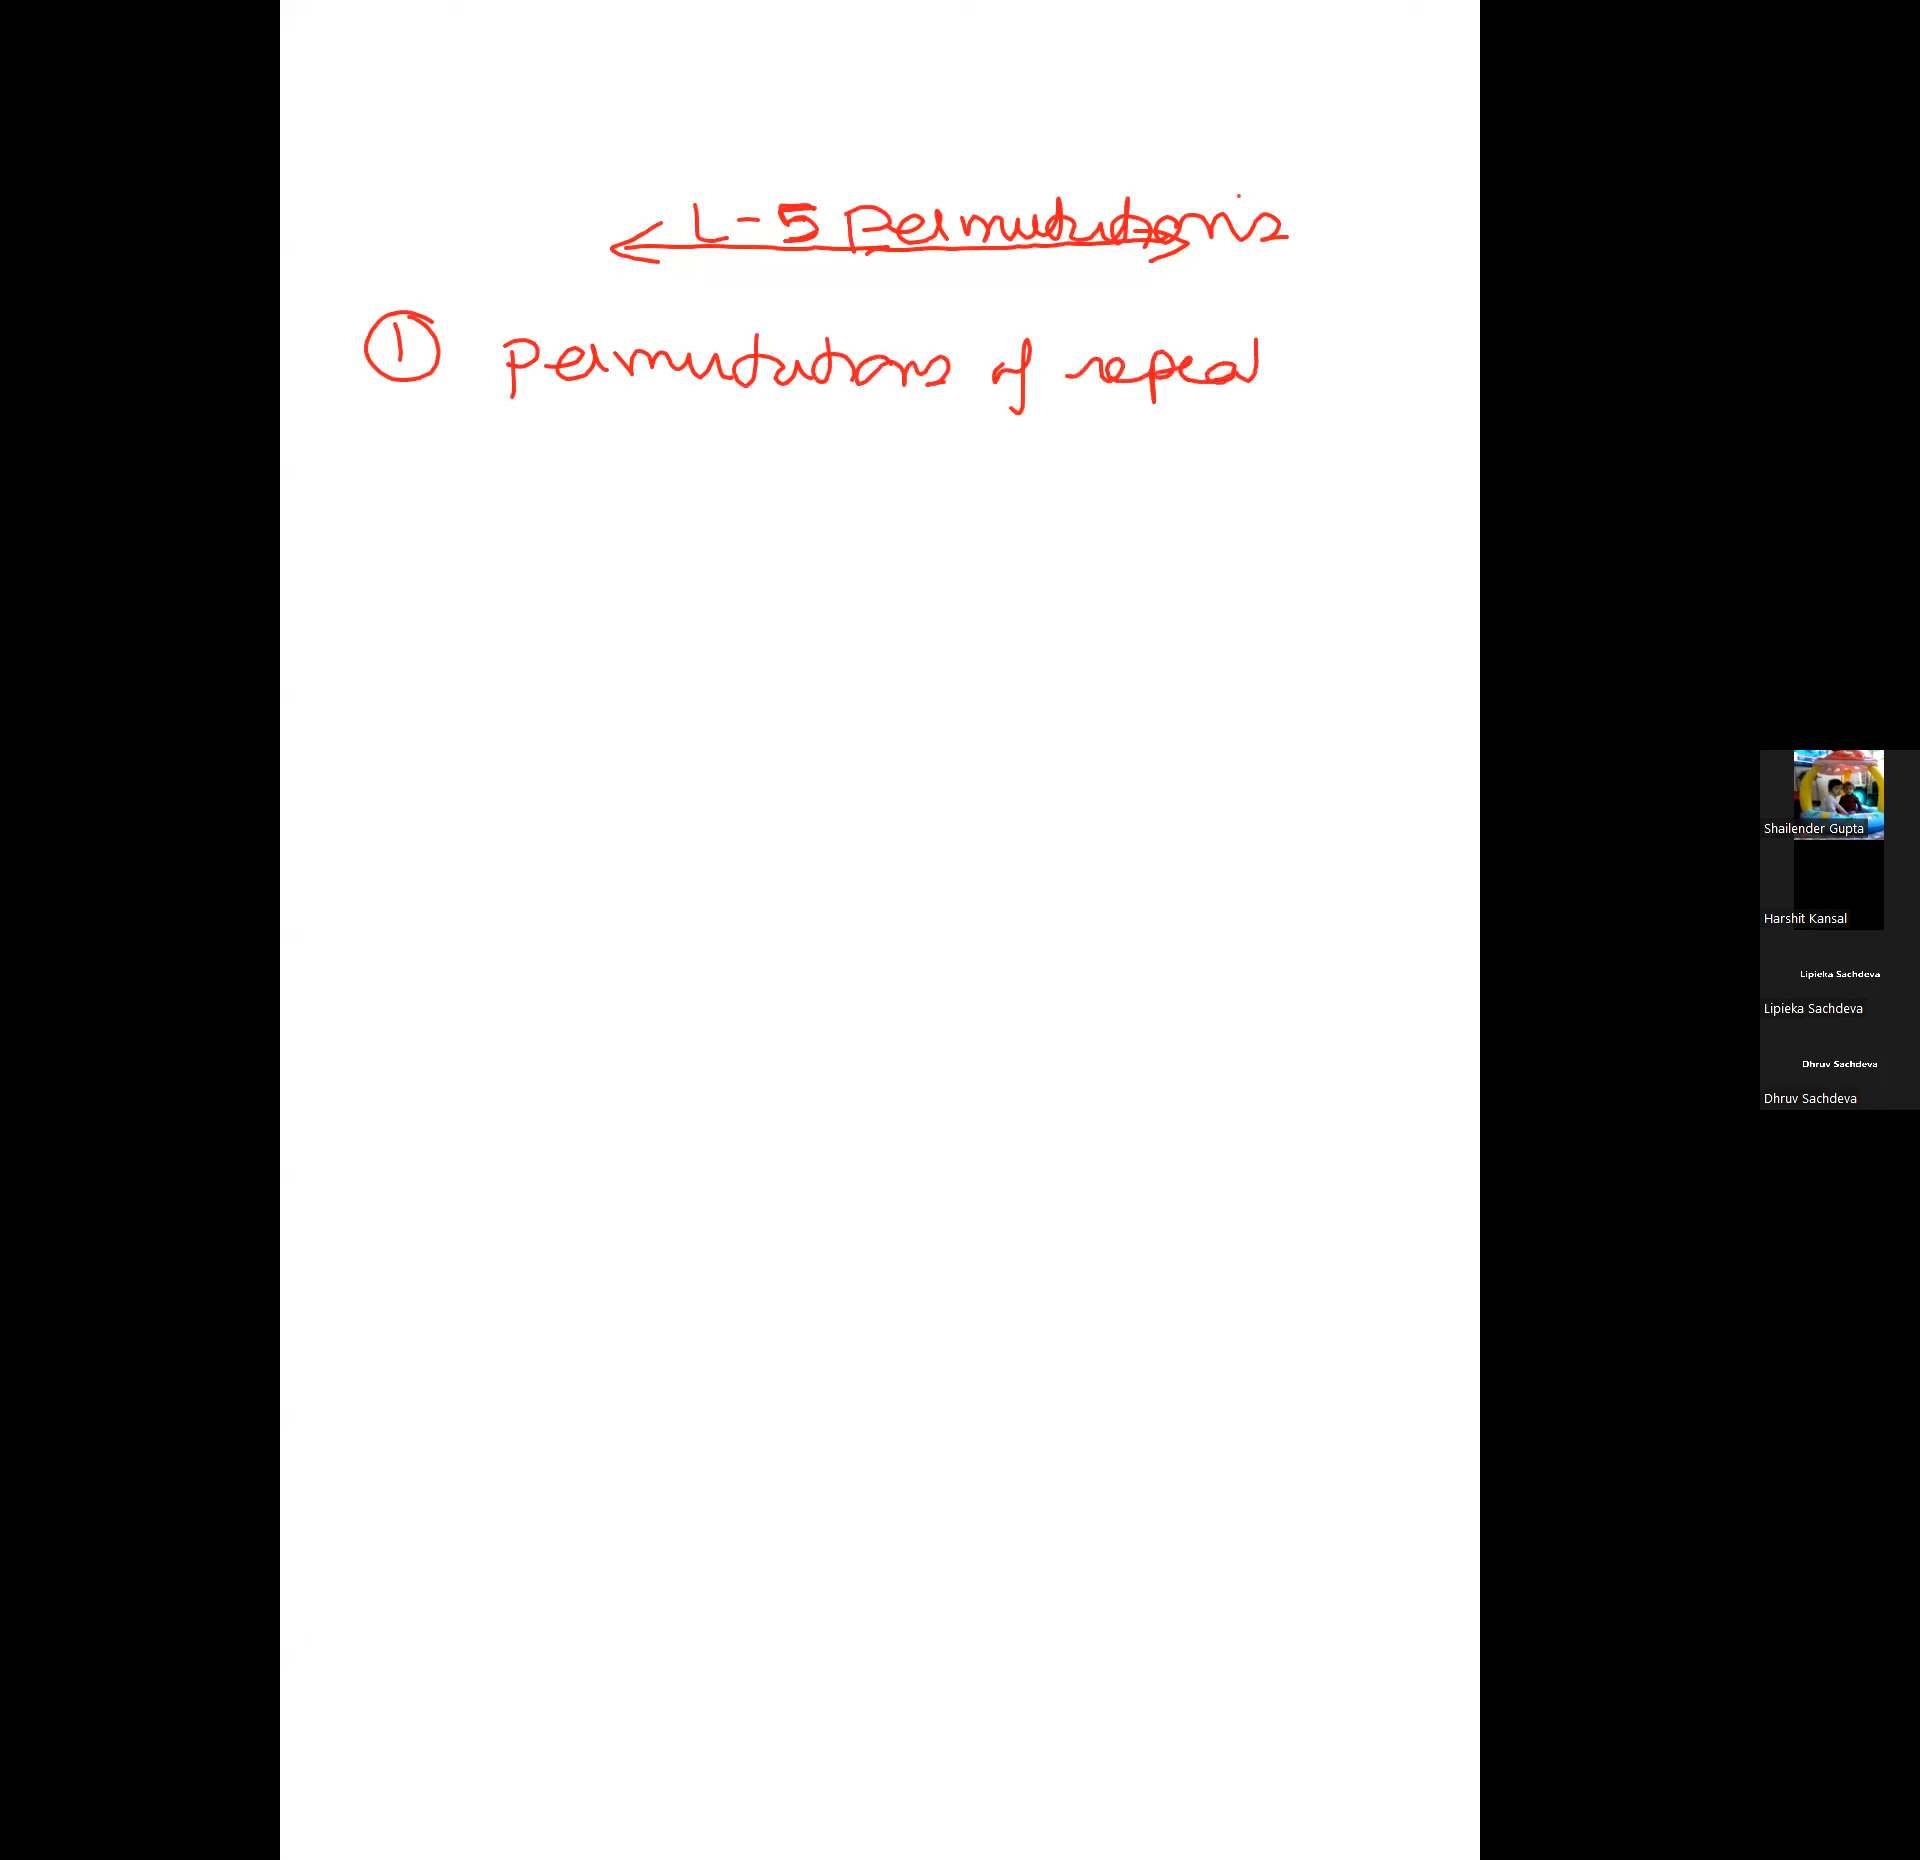 L-5 Permutations
① Permutations of repeat
Shailender Gupta
Harshit Kansal
Lipieka Sachdeva
Lipieka Sachdeva
Dhruv Sachdeva
Dhruv Sachdeva